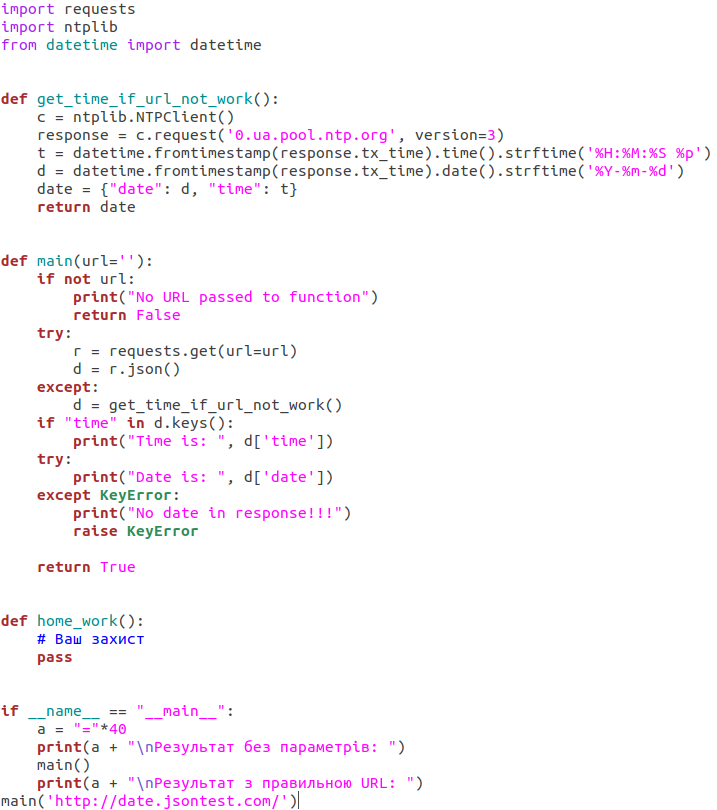 import requests
import ntplib
from datetime import datetime


def get_time_if_url_not_work():
    c = ntplib.NTPClient()
    response = c.request('0.ua.pool.ntp.org', version=3)
    t = datetime.fromtimestamp(response.tx_time).time().strftime('%H:%M:%S %p')
    d = datetime.fromtimestamp(response.tx_time).date().strftime('%Y-%m-%d')
    date = {"date": d, "time": t}
    return date


def main(url=''):
    if not url:
        print("No URL passed to function")
        return False
    try:
        r = requests.get(url=url)
        d = r.json()
    except:
        d = get_time_if_url_not_work()
    if "time" in d.keys():
        print("Time is: ", d['time'])
    try:
        print("Date is: ", d['date'])
    except KeyError:
        print("No date in response!!!")
        raise KeyError

    return True


def home_work():
    # Ваш захист
    pass


if __name__ == "__main__":
    a = "="*40
    print(a + "\nРезультат без параметрів: ")
    main()
    print(a + "\nРезультат з правильною URL: ")
main('http://date.jsontest.com/')